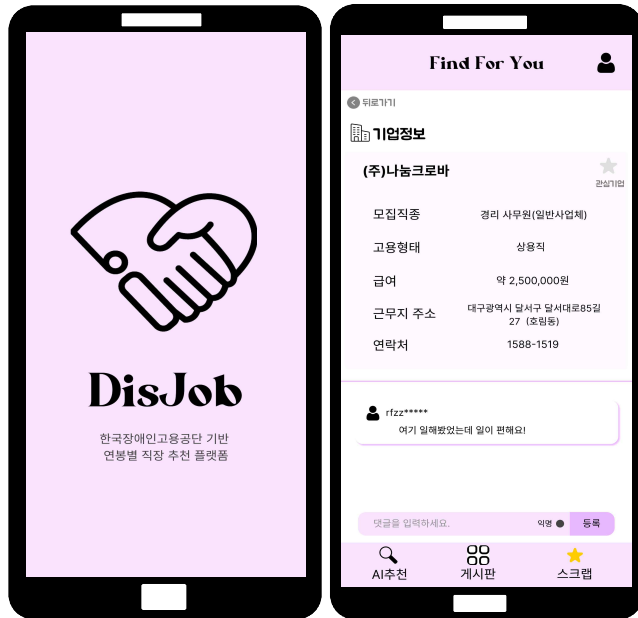 DisJob
한국장애인고용공단 기반
연봉별 직장 추천 플랫폼
Find For You
뒤로가기
기업정보
(주)나눔크로바
관심기업
모집직종 경리 사무원(일반사업체)
고용형태 상용직
급여 약 2,500,000원
근무지 주소 대구광역시 달서구 달서대로85길
27 (호림동)
연락처 1588-1519
rfzz*****
여기 일해봤었는데 일이 편해요!
댓글을 입력하세요. 익명 등록
AI추천 게시판 스크랩